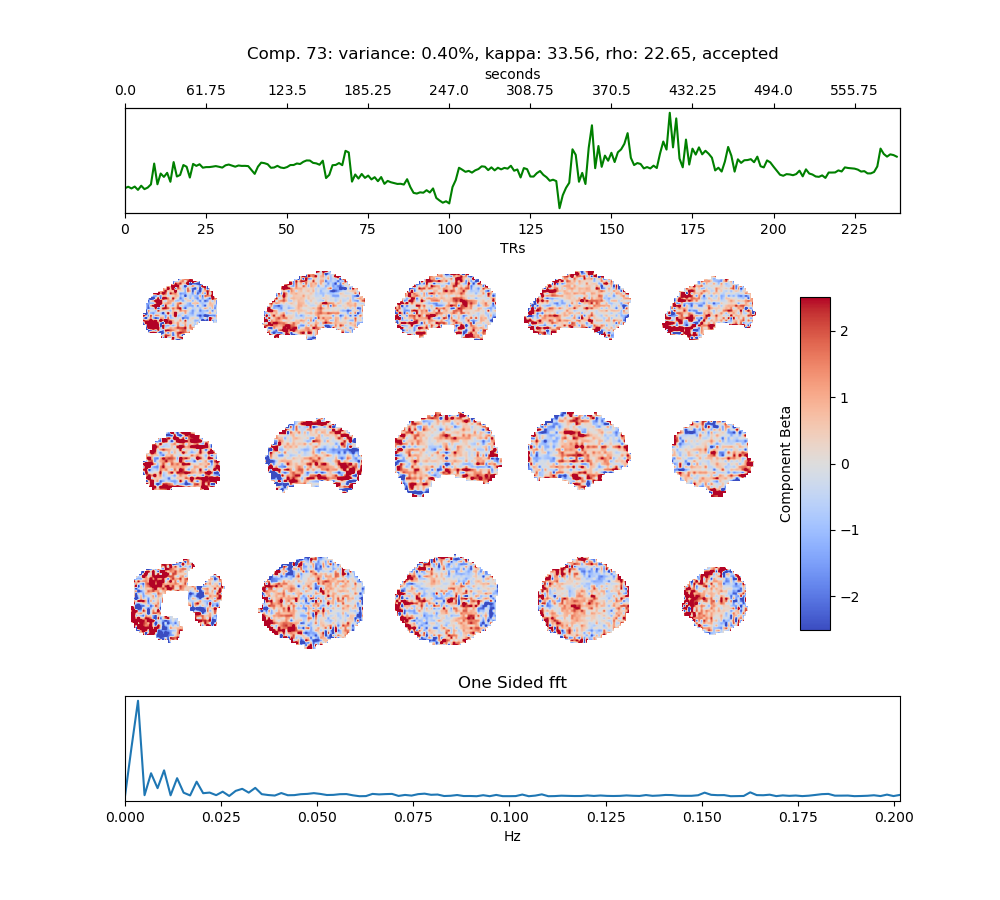 Comp. 73: variance: 0.40%, kappa: 33.56, rho: 22.65, accepted
seconds
0.0 61.75 123.5 185.25 247.0 308.75 370.5 432.25 494.0 555.75
0 25 50 75 100 125 150 175 200 225
TRs
Component Beta
2
1
0
−1
−2
One Sided fft
0.000 0.025 0.050 0.075 0.100 0.125 0.150 0.175 0.200
Hz